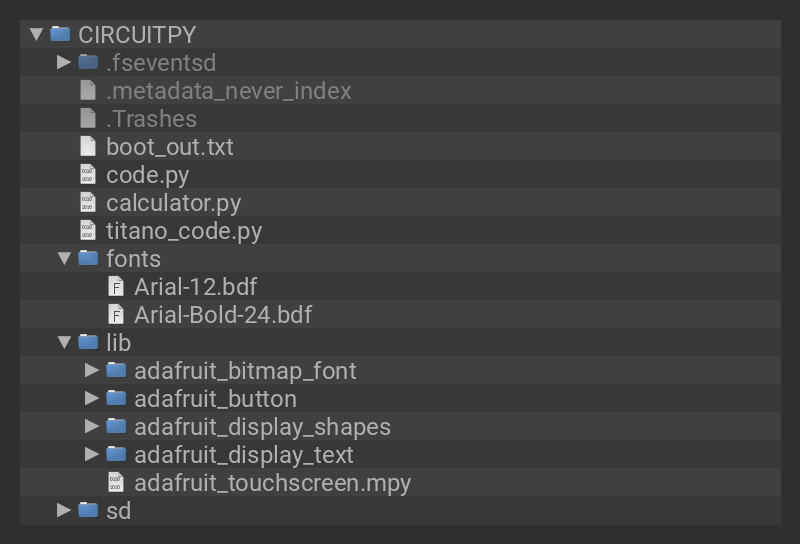 CIRCUITPY
.fseventsd
.metadata_never_index
.Trashes
boot_out.txt
code.py
calculator.py
titano_code.py
fonts
Arial-12.bdf
Arial-Bold-24.bdf
lib
adafruit_bitmap_font
adafruit_button
adafruit_display_shapes
adafruit_display_text
adafruit_touchscreen.mpy
sd